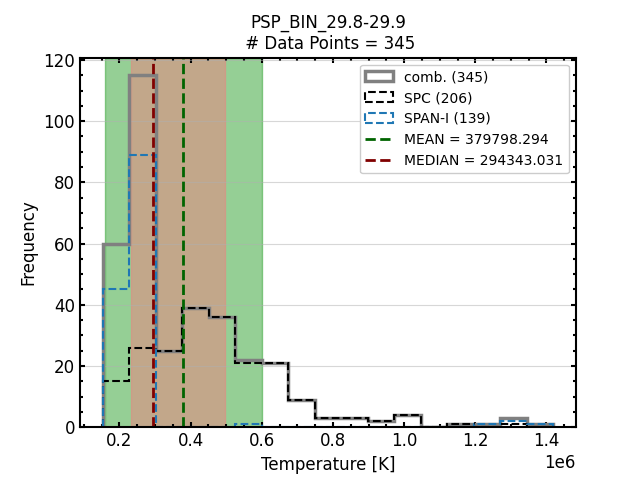 PSP_BIN_29.8-29.9
# Data Points = 345
120
100
80
60
40
20
0
Frequency
comb. (345)
SPC (206)
SPAN-I (139)
MEAN = 379798.294
MEDIAN = 294343.031
0.2 0.4 0.6 0.8 1.0 1.2 1.4
1e6
Temperature [K]